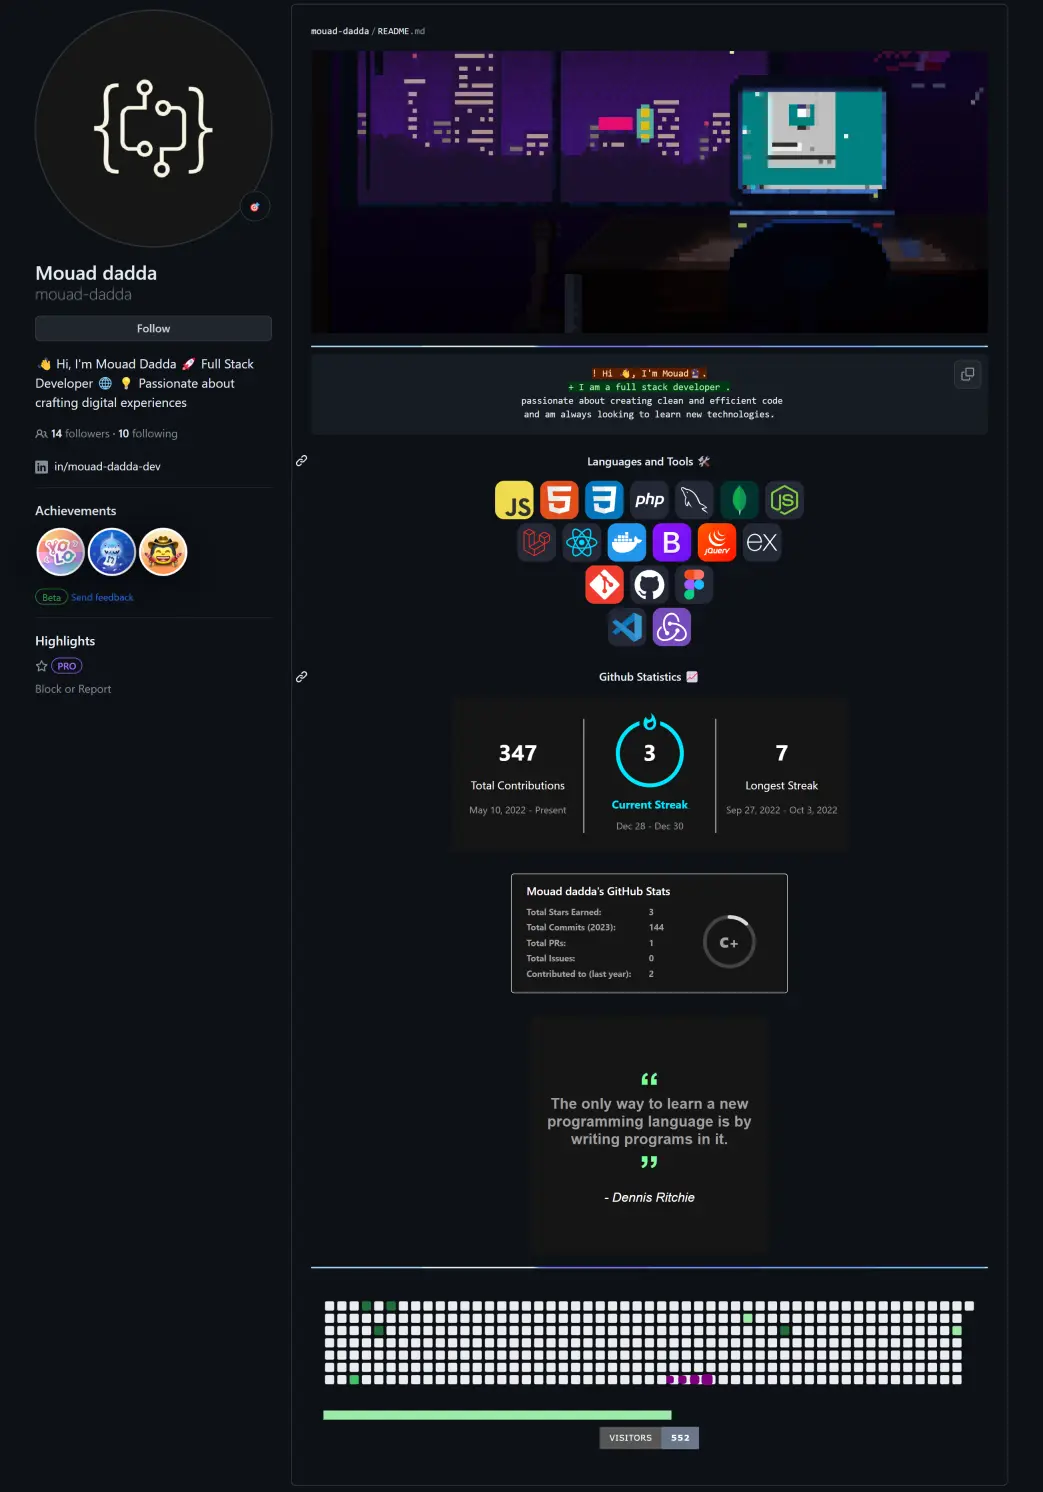 mouad-dadda / README.md
Mouad dadda
mouad-dadda
Follow
👋 Hi, I'm Mouad Dadda 🚀 Full Stack
Developer 🌐 💡 Passionate about
crafting digital experiences
14 followers · 10 following
in/mouad-dadda-dev
Achievements
YOLO
Beta Send feedback
Highlights
PRO
Block or Report
! Hi 👋, I'm Mouad .
+ I am a full stack developer .
passionate about creating clean and efficient code
and am always looking to learn new technologies.
Languages and Tools 🛠️
JS
php
JS
B
jQuery
ex
Github Statistics 📈
347
Total Contributions
May 10, 2022 - Present
3
Current Streak
Dec 28 - Dec 30
7
Longest Streak
Sep 27, 2022 - Oct 3, 2022
Mouad dadda's GitHub Stats
Total Stars Earned: 3
Total Commits (2023): 144
Total PRs: 1
Total Issues: 0
Contributed to (last year): 2
C+
“
The only way to learn a new
programming language is by
writing programs in it.
”
- Dennis Ritchie
VISITORS 552